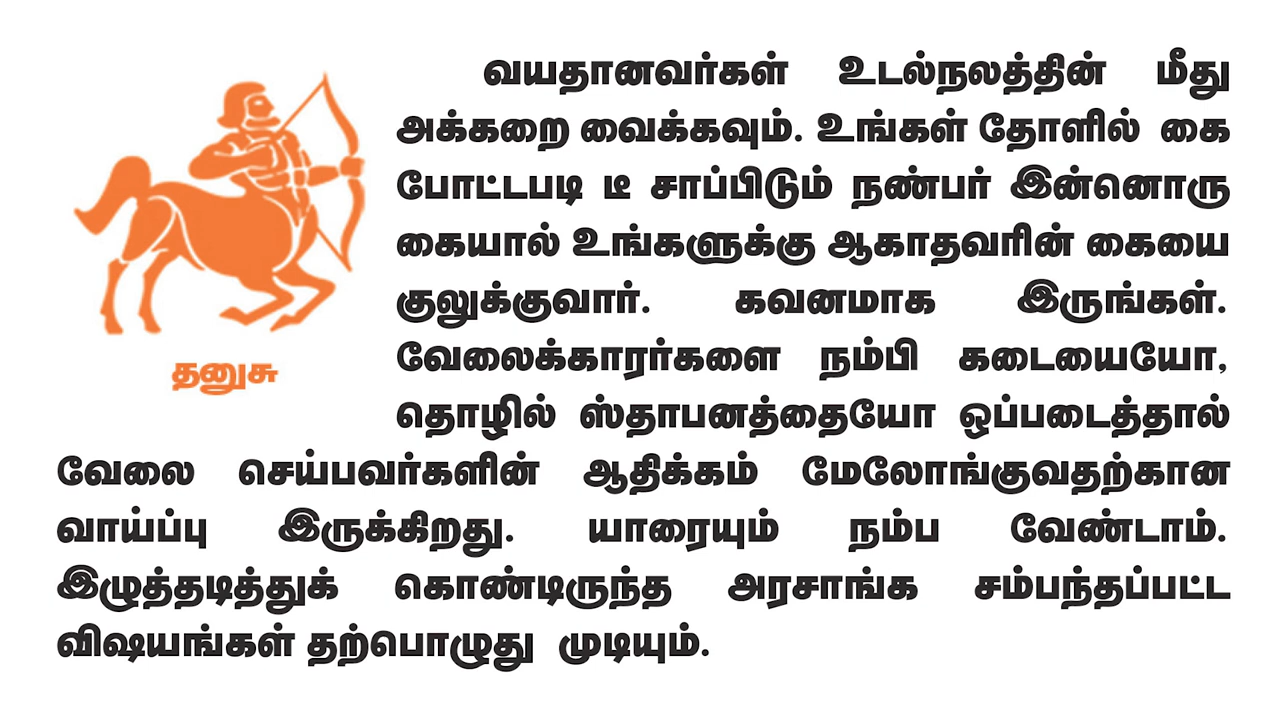 வயதானவர்கள் உடல்நலத்தின் மீது
அக்கறை வைக்கவும். உங்கள் தோளில் கை
போட்டபடி டீ சாப்பிடும் நண்பர் இன்னொரு
கையால் உங்களுக்கு ஆகாதவரின் கையை
குலுக்குவார். கவனமாக இருங்கள்.
வேலைக்காரர்களை நம்பி கடையையோ,
தொழில் ஸ்தாபனத்தையோ ஒப்படைத்தால்
தனுசு
வேலை செய்பவர்களின் ஆதிக்கம் மேலோங்குவதற்கான
வாய்ப்பு இருக்கிறது. யாரையும் நம்ப வேண்டாம்.
இழுத்தடித்துக் கொண்டிருந்த அரசாங்க சம்பந்தப்பட்ட
விஷயங்கள் தற்பொழுது முடியும்.